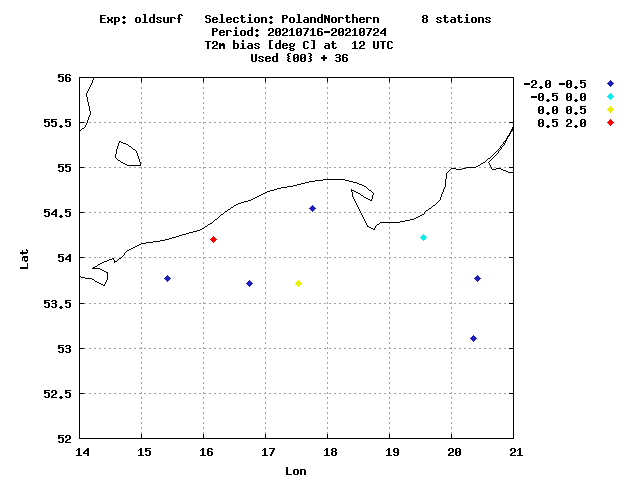 Exp: oldsurf Selection: PolandNorthern 8 stations
Period: 20210716-20210724
T2m bias [deg C] at 12 UTC
Used {00} + 36
-2.0 -0.5
-0.5 0.0
0.0 0.5
0.5 2.0
56
55.5
55
54.5
54
53.5
53
52.5
52
Lat
14 15 16 17 18 19 20 21
Lon